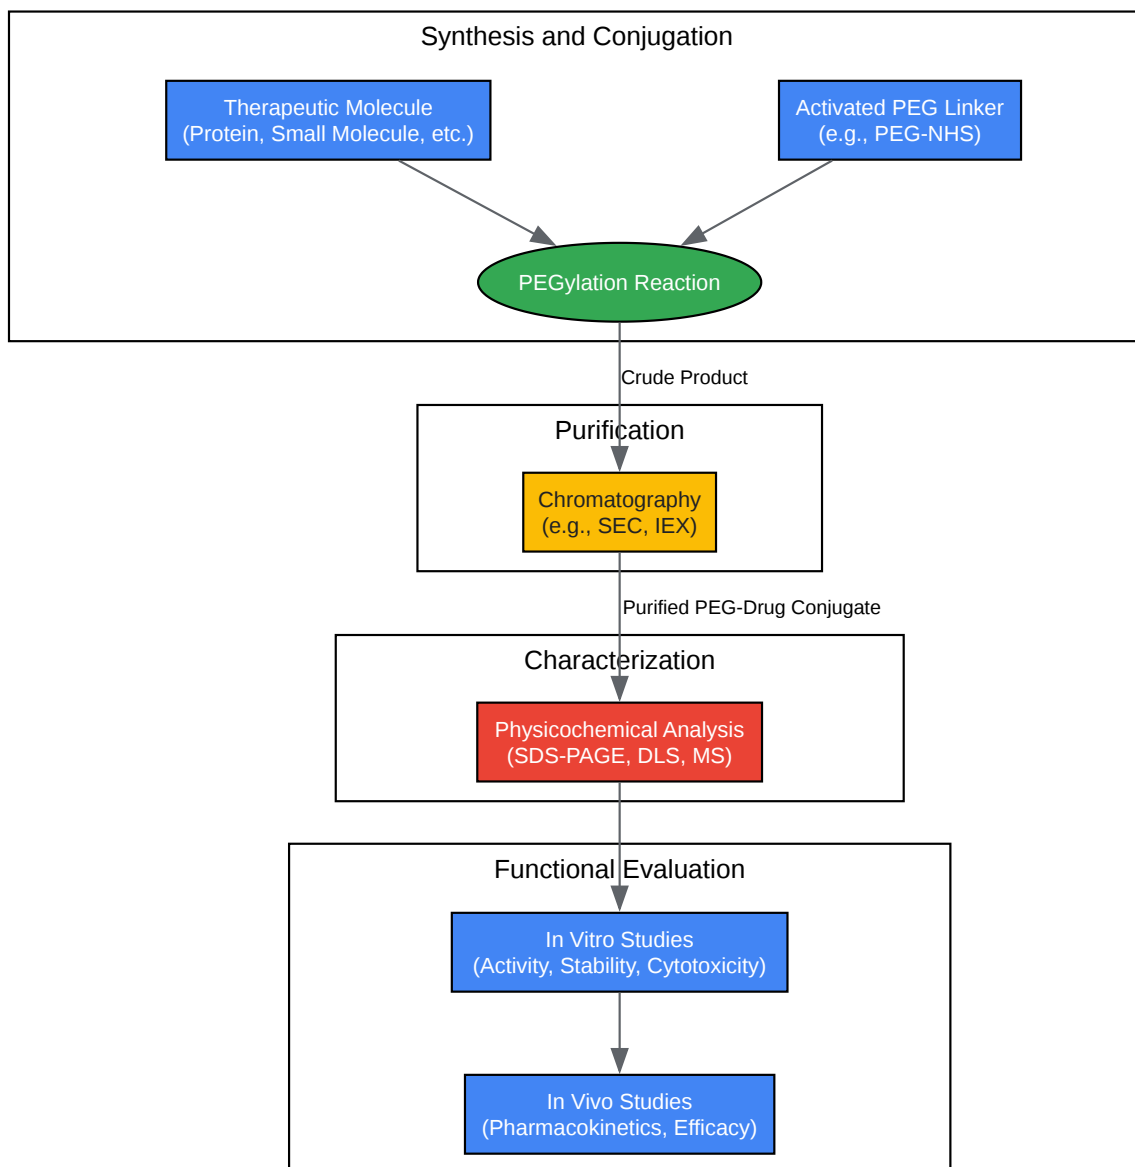 Synthesis and Conjugation
Therapeutic Molecule
(Protein, Small Molecule, etc.)
Activated PEG Linker
(e.g., PEG-NHS)
PEGylation Reaction
Crude Product
Purification
Chromatography
(e.g., SEC, IEX)
Purified PEG-Drug Conjugate
Characterization
Physicochemical Analysis
(SDS-PAGE, DLS, MS)
Functional Evaluation
In Vitro Studies
(Activity, Stability, Cytotoxicity)
In Vivo Studies
(Pharmacokinetics, Efficacy)